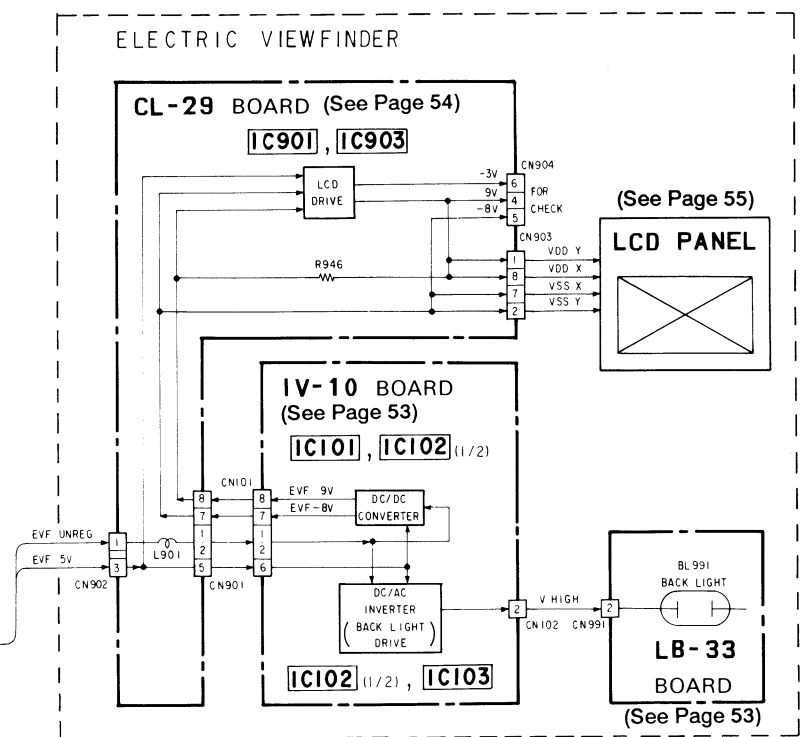 ELECTRIC VIEWFINDER
CL-29 BOARD (See Page 54)
IC901 , IC903
LCD
DRIVE
-3V
9V
-8V
CN904
6
4
5
FOR
CHECK
CN903
R946
1
8
7
2
VDD Y
VDD X
VSS X
VSS Y
(See Page 55)
LCD PANEL
IV-10 BOARD
(See Page 53)
IC101 , IC102 (1/2)
CN101
8
7
1
2
5
8
7
1
2
6
EVF 9V
EVF -8V
DC/DC
CONVERTER
EVF UNREG
EVF 5V
1
3
L901
CN902
CN901
DC/AC
INVERTER
(BACK LIGHT
DRIVE)
2
V HIGH
CN102
CN991
2
BL991
BACK LIGHT
LB-33
BOARD
(See Page 53)
IC102 (1/2) , IC103